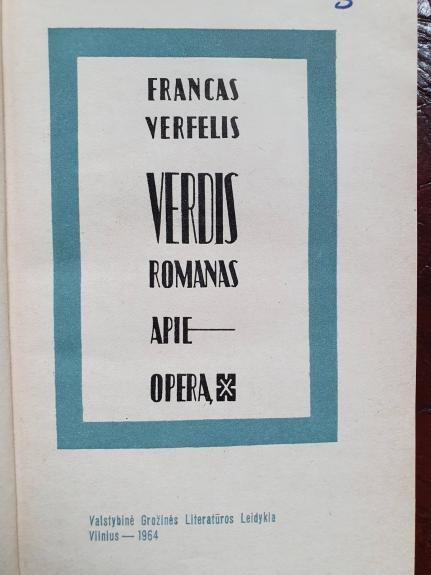 FRANCAS
VERFELIS
VERDIS
ROMANAS
APIE
OPERĄ
Valstybinė Grožinės Literatūros Leidykla
Vilnius — 1964